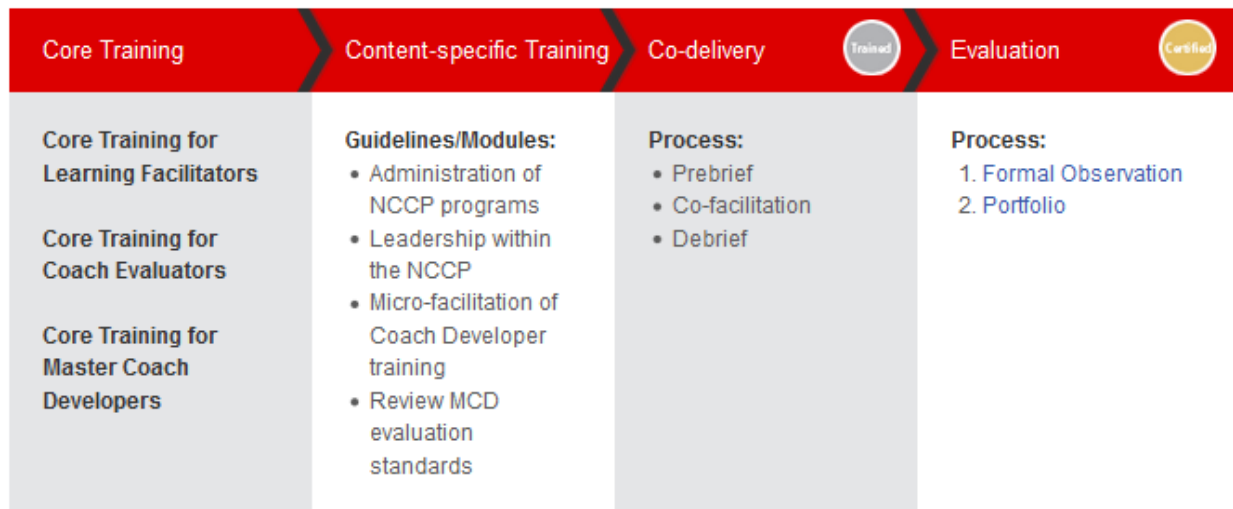 Core Training
Core Training for
Learning Facilitators
Core Training for
Coach Evaluators
Core Training for
Master Coach
Developers
Content-specific Training
Guidelines/Modules:
• Administration of
NCCP programs
• Leadership within
the NCCP
• Micro-facilitation of
Coach Developer
training
• Review MCD
evaluation
standards
Co-delivery
Trained
Process:
• Prebrief
• Co-facilitation
• Debrief
Evaluation
Certified
Process:
1. Formal Observation
2. Portfolio